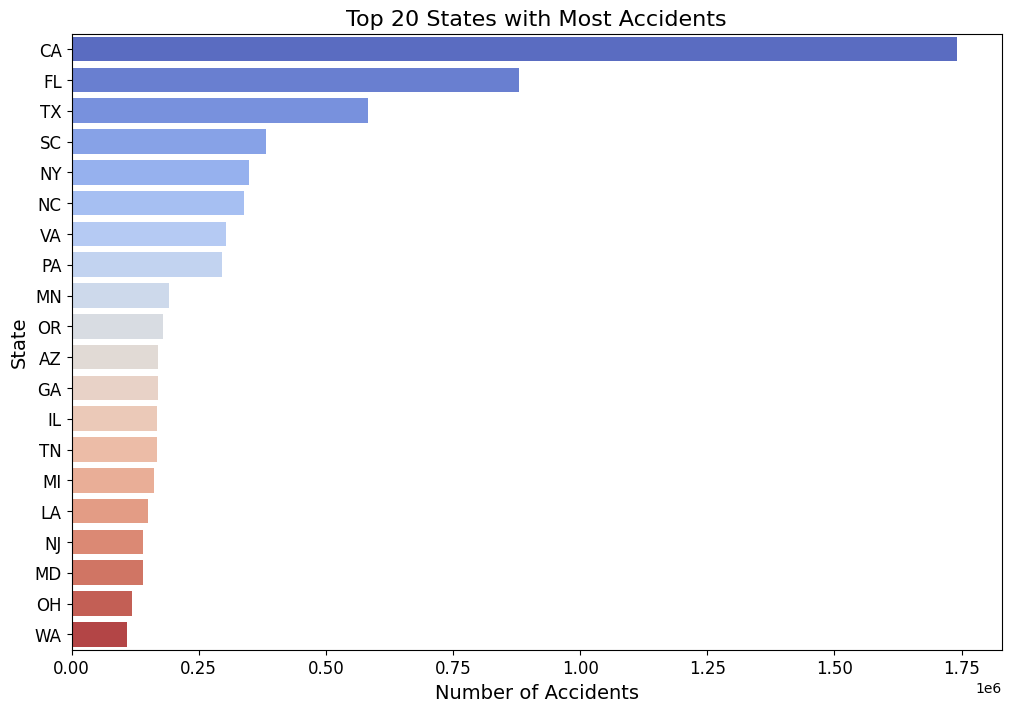 Top 20 States with Most Accidents
State
CA
FL
TX
SC
NY
NC
VA
PA
MN
OR
AZ
GA
IL
TN
MI
LA
NJ
MD
OH
WA
0.00 0.25 0.50 0.75 1.00 1.25 1.50 1.75
1e6
Number of Accidents